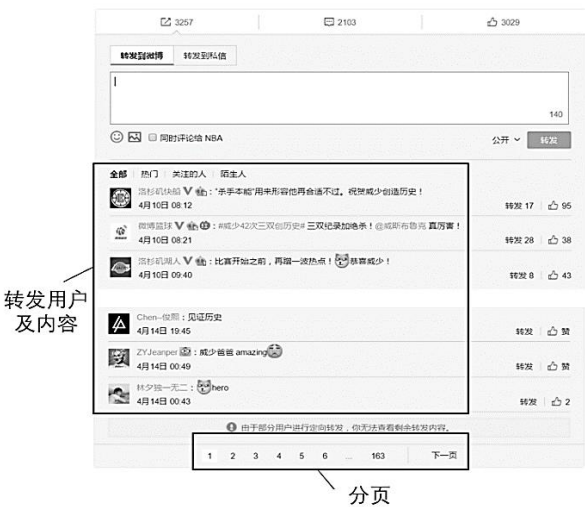 3257 2103 3029
转发到微博 转发到私信
140
同时评论给 NBA 公开 转发
全部 热门 关注的人 陌生人
洛杉矶快船 V : "杀手本能"用来形容他再合适不过。祝贺威少创造历史！
4月10日 08:12 转发 17 95
微博篮球 V : #威少42次三双创历史# 三双纪录加绝杀！@威斯布鲁克 真厉害！
4月10日 08:21 转发 28 38
洛杉矶湖人 V : 比赛开始之前，再蹭一波热点！恭喜威少！
4月10日 09:40 转发 8 43
转发用户
及内容
Chen-俊熙 : 见证历史
4月14日 19:45 转发 赞
ZYJeanper : 威少爸爸 amazing
4月14日 00:49 转发 赞
林夕独一无二 : hero
4月14日 00:43 转发 2
由于部分用户进行定向转发，你无法查看剩余转发内容。
1 2 3 4 5 6 ... 163 下一页
分页